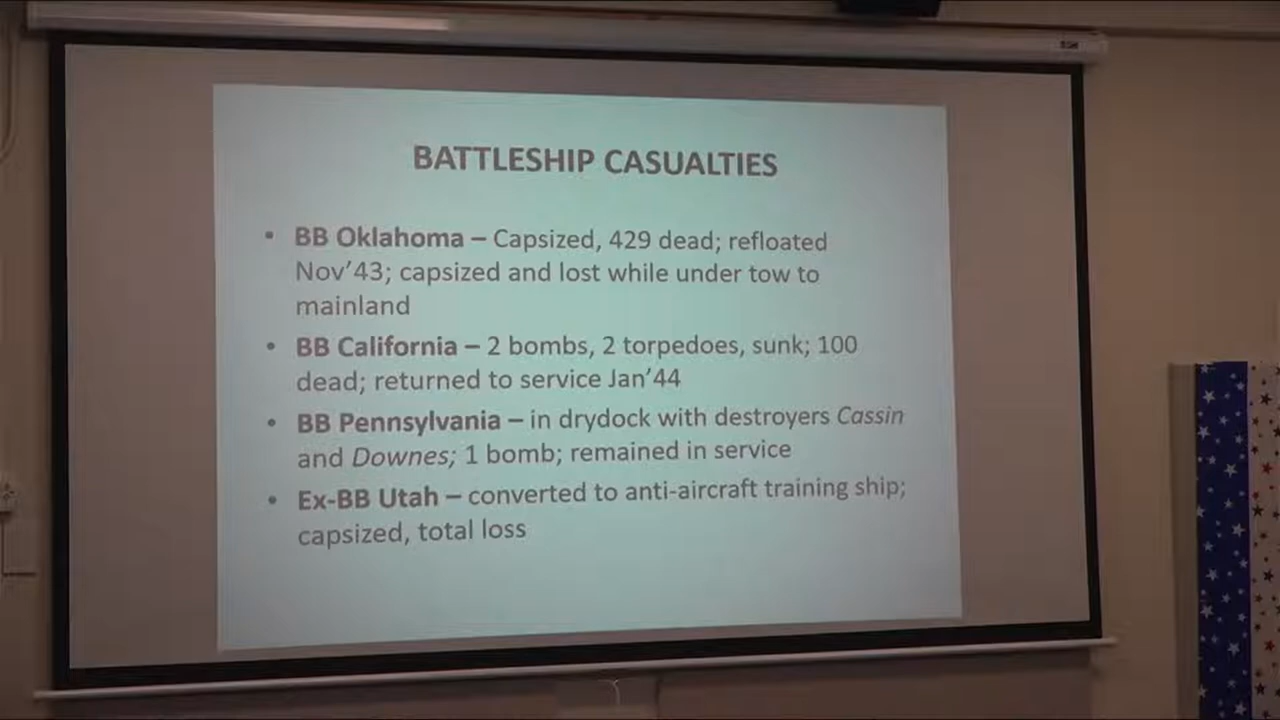 BATTLESHIP CASUALTIES
• BB Oklahoma – Capsized, 429 dead; refloated
Nov'43; capsized and lost while under tow to
mainland
• BB California – 2 bombs, 2 torpedoes, sunk; 100
dead; returned to service Jan'44
• BB Pennsylvania – in drydock with destroyers Cassin
and Downes; 1 bomb; remained in service
• Ex-BB Utah – converted to anti-aircraft training ship;
capsized, total loss